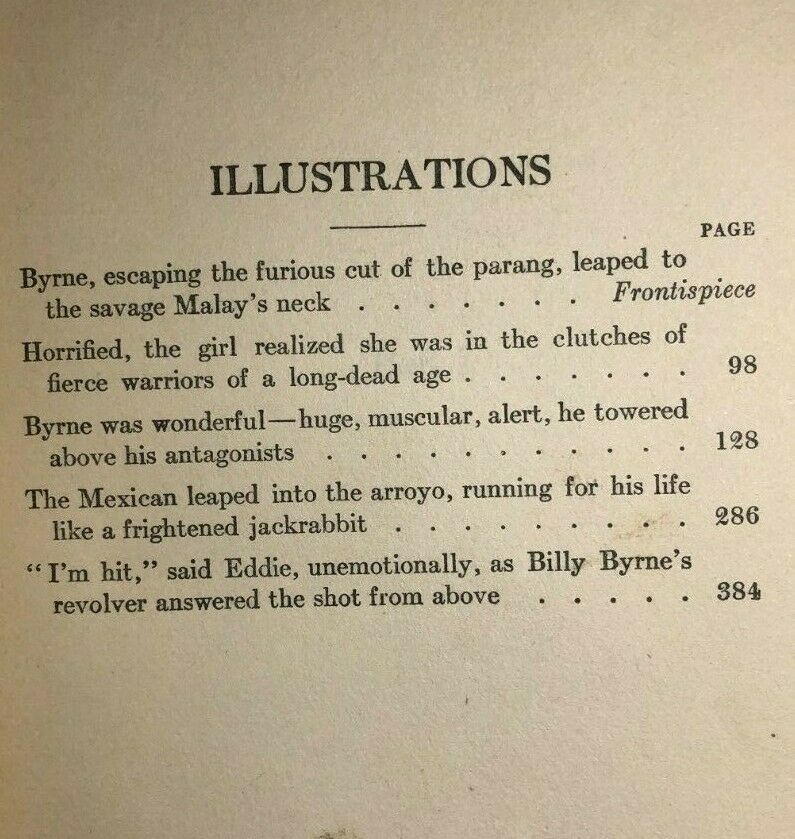 ILLUSTRATIONS
PAGE
Byrne, escaping the furious cut of the parang, leaped to
the savage Malay's neck . . . . . . . Frontispiece
Horrified, the girl realized she was in the clutches of
fierce warriors of a long-dead age . . . . . . . 98
Byrne was wonderful—huge, muscular, alert, he towered
above his antagonists . . . . . . . . . . . 128
The Mexican leaped into the arroyo, running for his life
like a frightened jackrabbit . . . . . . . . . 286
"I'm hit," said Eddie, unemotionally, as Billy Byrne's
revolver answered the shot from above . . . . . 384